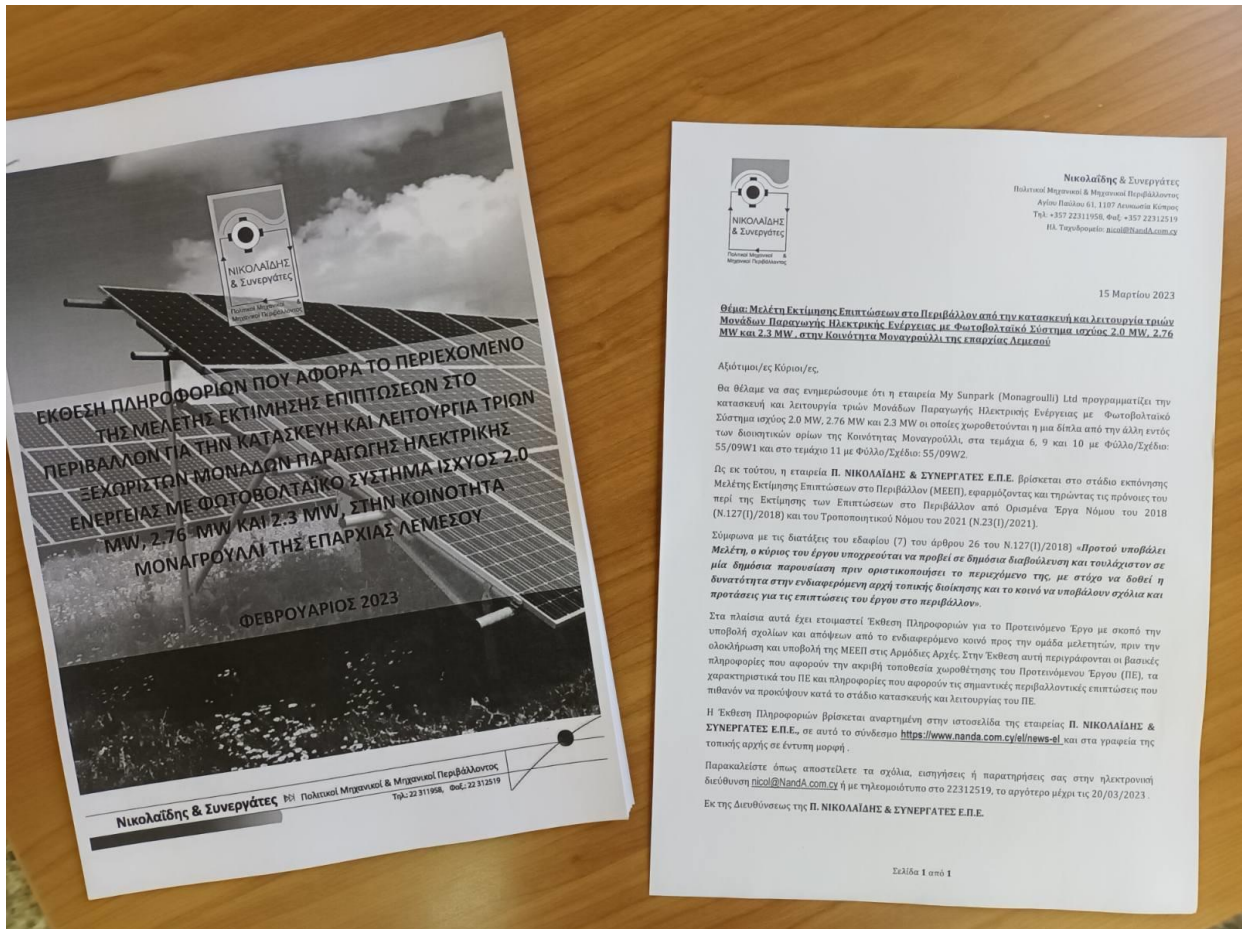 ΝΙΚΟΛΑΪΔΗΣ
& Συνεργάτες
Πολιτικοί Μηχανικοί &
Μηχανικοί Περιβάλλοντος
ΕΚΘΕΣΗ ΠΛΗΡΟΦΟΡΙΩΝ ΠΟΥ ΑΦΟΡΑ ΤΟ ΠΕΡΙΕΧΟΜΕΝΟ
ΤΗΣ ΜΕΛΕΤΗΣ ΕΚΤΙΜΗΣΗΣ ΕΠΙΠΤΩΣΕΩΝ ΣΤΟ
ΠΕΡΙΒΑΛΛΟΝ ΓΙΑ ΤΗΝ ΚΑΤΑΣΚΕΥΗ ΚΑΙ ΛΕΙΤΟΥΡΓΙΑ ΤΡΙΩΝ
ΞΕΧΩΡΙΣΤΩΝ ΜΟΝΑΔΩΝ ΠΑΡΑΓΩΓΗΣ ΗΛΕΚΤΡΙΚΗΣ
ΕΝΕΡΓΕΙΑΣ ΜΕ ΦΩΤΟΒΟΛΤΑΪΚΟ ΣΥΣΤΗΜΑ ΙΣΧΥΟΣ 2.0
MW, 2.76 MW ΚΑΙ 2.3 MW, ΣΤΗΝ ΚΟΙΝΟΤΗΤΑ
ΜΟΝΑΓΡΟΥΛΛΙ ΤΗΣ ΕΠΑΡΧΙΑΣ ΛΕΜΕΣΟΥ
ΦΕΒΡΟΥΑΡΙΟΣ 2023
Νικολαΐδης & Συνεργάτες Πολιτικοί Μηχανικοί & Μηχανικοί Περιβάλλοντος
Τηλ.: 22 311958, Φαξ.: 22 312519
ΝΙΚΟΛΑΪΔΗΣ
& Συνεργάτες
Πολιτικοί Μηχανικοί &
Μηχανικοί Περιβάλλοντος
Νικολαΐδης & Συνεργάτες
Πολιτικοί Μηχανικοί & Μηχανικοί Περιβάλλοντος
Αγίου Παύλου 61, 1107 Λευκωσία Κύπρος
Τηλ: +357 22311958, Φαξ: +357 22312519
Ηλ. Ταχυδρομείο: nicol@NandA.com.cy
15 Μαρτίου 2023
Θέμα: Μελέτη Εκτίμησης Επιπτώσεων στο Περιβάλλον από την κατασκευή και λειτουργία τριών
Μονάδων Παραγωγής Ηλεκτρικής Ενέργειας με Φωτοβολταϊκό Σύστημα ισχύος 2.0 MW, 2.76
MW και 2.3 MW , στην Κοινότητα Μοναγρούλλι της επαρχίας Λεμεσού
Αξιότιμοι/ες Κύριοι/ες,
Θα θέλαμε να σας ενημερώσουμε ότι η εταιρεία My Sunpark (Monagroulli) Ltd προγραμματίζει την
κατασκευή και λειτουργία τριών Μονάδων Παραγωγής Ηλεκτρικής Ενέργειας με Φωτοβολταϊκό
Σύστημα ισχύος 2.0 MW, 2.76 MW και 2.3 MW οι οποίες χωροθετούνται η μια δίπλα από την άλλη εντός
των διοικητικών ορίων της Κοινότητας Μοναγρούλλι, στα τεμάχια 6, 9 και 10 με Φύλλο/Σχέδιο:
55/09W1 και στο τεμάχιο 11 με Φύλλο/Σχέδιο: 55/09W2.
Ως εκ τούτου, η εταιρεία Π. ΝΙΚΟΛΑΪΔΗΣ & ΣΥΝΕΡΓΑΤΕΣ Ε.Π.Ε. βρίσκεται στο στάδιο εκπόνησης
Μελέτης Εκτίμησης Επιπτώσεων στο Περιβάλλον (ΜΕΕΠ), εφαρμόζοντας και τηρώντας τις πρόνοιες του
περί της Εκτίμησης των Επιπτώσεων στο Περιβάλλον από Ορισμένα Έργα Νόμου του 2018
(Ν.127(Ι)/2018) και του Τροποποιητικού Νόμου του 2021 (Ν.23(Ι)/2021).
Σύμφωνα με τις διατάξεις του εδαφίου (7) του άρθρου 26 του Ν.127(Ι)/2018) «Προτού υποβάλει
Μελέτη, ο κύριος του έργου υποχρεούται να προβεί σε δημόσια διαβούλευση και τουλάχιστον σε
μία δημόσια παρουσίαση πριν οριστικοποιήσει το περιεχόμενο της, με στόχο να δοθεί η
δυνατότητα στην ενδιαφερόμενη αρχή τοπικής διοίκησης και το κοινό να υποβάλουν σχόλια και
προτάσεις για τις επιπτώσεις του έργου στο περιβάλλον».
Στα πλαίσια αυτά έχει ετοιμαστεί Έκθεση Πληροφοριών για το Προτεινόμενο Έργο με σκοπό την
υποβολή σχολίων και απόψεων από το ενδιαφερόμενο κοινό προς την ομάδα μελετητών, πριν την
ολοκλήρωση και υποβολή της ΜΕΕΠ στις Αρμόδιες Αρχές. Στην Έκθεση αυτή περιγράφονται οι βασικές
πληροφορίες που αφορούν την ακριβή τοποθεσία χωροθέτησης του Προτεινόμενου Έργου (ΠΕ), τα
χαρακτηριστικά του ΠΕ και πληροφορίες που αφορούν τις σημαντικές περιβαλλοντικές επιπτώσεις που
πιθανόν να προκύψουν κατά το στάδιο κατασκευής και λειτουργίας του ΠΕ.
Η Έκθεση Πληροφοριών βρίσκεται αναρτημένη στην ιστοσελίδα της εταιρείας Π. ΝΙΚΟΛΑΪΔΗΣ &
ΣΥΝΕΡΓΑΤΕΣ Ε.Π.Ε., σε αυτό το σύνδεσμο https://www.nanda.com.cy/el/news-el και στα γραφεία της
τοπικής αρχής σε έντυπη μορφή .
Παρακαλείστε όπως αποστείλετε τα σχόλια, εισηγήσεις ή παρατηρήσεις σας στην ηλεκτρονική
διεύθυνση nicol@NandA.com.cy ή με τηλεομοιότυπο στο 22312519, το αργότερο μέχρι τις 20/03/2023 .
Εκ της Διευθύνσεως της Π. ΝΙΚΟΛΑΪΔΗΣ & ΣΥΝΕΡΓΑΤΕΣ Ε.Π.Ε.
Σελίδα 1 από 1